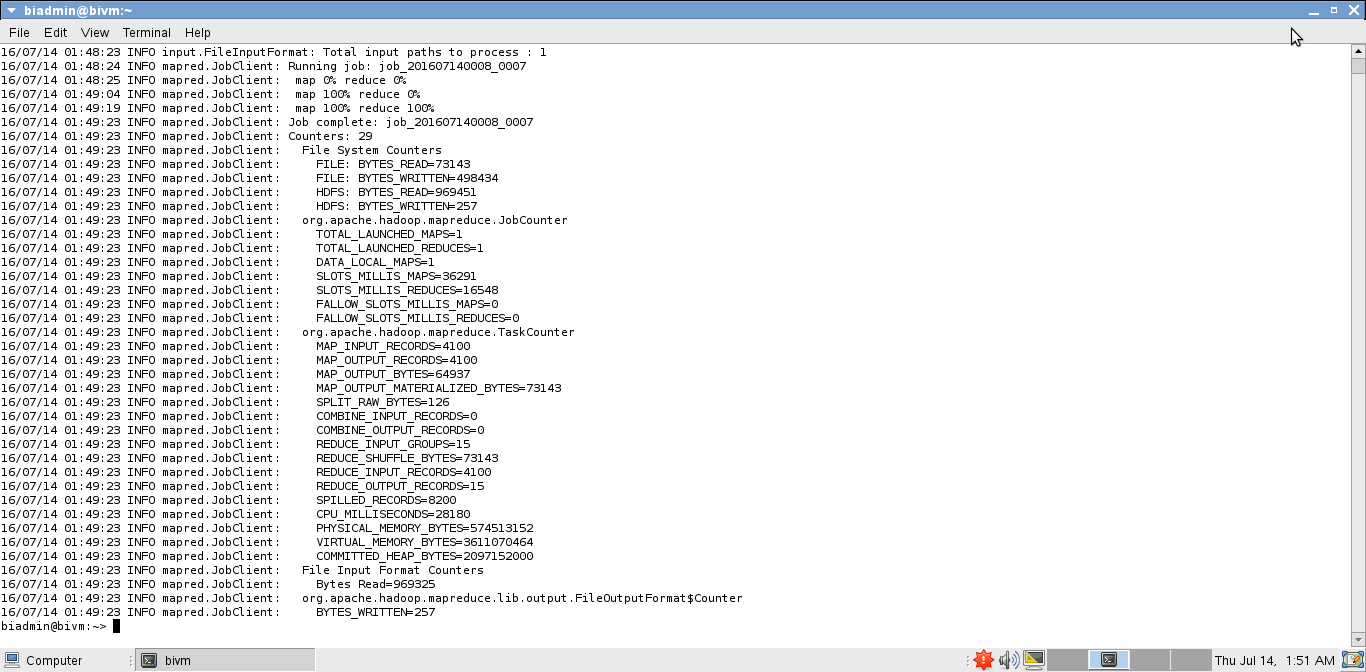 biadmin@bivm:~
File Edit View Terminal Help
16/07/14 01:48:23 INFO input.FileInputFormat: Total input paths to process : 1
16/07/14 01:48:24 INFO mapred.JobClient: Running job: job_201607140008_0007
16/07/14 01:48:25 INFO mapred.JobClient:  map 0% reduce 0%
16/07/14 01:49:04 INFO mapred.JobClient:  map 100% reduce 0%
16/07/14 01:49:19 INFO mapred.JobClient:  map 100% reduce 100%
16/07/14 01:49:23 INFO mapred.JobClient: Job complete: job_201607140008_0007
16/07/14 01:49:23 INFO mapred.JobClient: Counters: 29
16/07/14 01:49:23 INFO mapred.JobClient:   File System Counters
16/07/14 01:49:23 INFO mapred.JobClient:     FILE: BYTES_READ=73143
16/07/14 01:49:23 INFO mapred.JobClient:     FILE: BYTES_WRITTEN=498434
16/07/14 01:49:23 INFO mapred.JobClient:     HDFS: BYTES_READ=969451
16/07/14 01:49:23 INFO mapred.JobClient:     HDFS: BYTES_WRITTEN=257
16/07/14 01:49:23 INFO mapred.JobClient:   org.apache.hadoop.mapreduce.JobCounter
16/07/14 01:49:23 INFO mapred.JobClient:     TOTAL_LAUNCHED_MAPS=1
16/07/14 01:49:23 INFO mapred.JobClient:     TOTAL_LAUNCHED_REDUCES=1
16/07/14 01:49:23 INFO mapred.JobClient:     DATA_LOCAL_MAPS=1
16/07/14 01:49:23 INFO mapred.JobClient:     SLOTS_MILLIS_MAPS=36291
16/07/14 01:49:23 INFO mapred.JobClient:     SLOTS_MILLIS_REDUCES=16548
16/07/14 01:49:23 INFO mapred.JobClient:     FALLOW_SLOTS_MILLIS_MAPS=0
16/07/14 01:49:23 INFO mapred.JobClient:     FALLOW_SLOTS_MILLIS_REDUCES=0
16/07/14 01:49:23 INFO mapred.JobClient:   org.apache.hadoop.mapreduce.TaskCounter
16/07/14 01:49:23 INFO mapred.JobClient:     MAP_INPUT_RECORDS=4100
16/07/14 01:49:23 INFO mapred.JobClient:     MAP_OUTPUT_RECORDS=4100
16/07/14 01:49:23 INFO mapred.JobClient:     MAP_OUTPUT_BYTES=64937
16/07/14 01:49:23 INFO mapred.JobClient:     MAP_OUTPUT_MATERIALIZED_BYTES=73143
16/07/14 01:49:23 INFO mapred.JobClient:     SPLIT_RAW_BYTES=126
16/07/14 01:49:23 INFO mapred.JobClient:     COMBINE_INPUT_RECORDS=0
16/07/14 01:49:23 INFO mapred.JobClient:     COMBINE_OUTPUT_RECORDS=0
16/07/14 01:49:23 INFO mapred.JobClient:     REDUCE_INPUT_GROUPS=15
16/07/14 01:49:23 INFO mapred.JobClient:     REDUCE_SHUFFLE_BYTES=73143
16/07/14 01:49:23 INFO mapred.JobClient:     REDUCE_INPUT_RECORDS=4100
16/07/14 01:49:23 INFO mapred.JobClient:     REDUCE_OUTPUT_RECORDS=15
16/07/14 01:49:23 INFO mapred.JobClient:     SPILLED_RECORDS=8200
16/07/14 01:49:23 INFO mapred.JobClient:     CPU_MILLISECONDS=28180
16/07/14 01:49:23 INFO mapred.JobClient:     PHYSICAL_MEMORY_BYTES=574513152
16/07/14 01:49:23 INFO mapred.JobClient:     VIRTUAL_MEMORY_BYTES=3611070464
16/07/14 01:49:23 INFO mapred.JobClient:     COMMITTED_HEAP_BYTES=2097152000
16/07/14 01:49:23 INFO mapred.JobClient:   File Input Format Counters
16/07/14 01:49:23 INFO mapred.JobClient:     Bytes Read=969325
16/07/14 01:49:23 INFO mapred.JobClient:   org.apache.hadoop.mapreduce.lib.output.FileOutputFormat$Counter
16/07/14 01:49:23 INFO mapred.JobClient:     BYTES_WRITTEN=257
biadmin@bivm:~>
Computer bivm Thu Jul 14, 1:51 AM